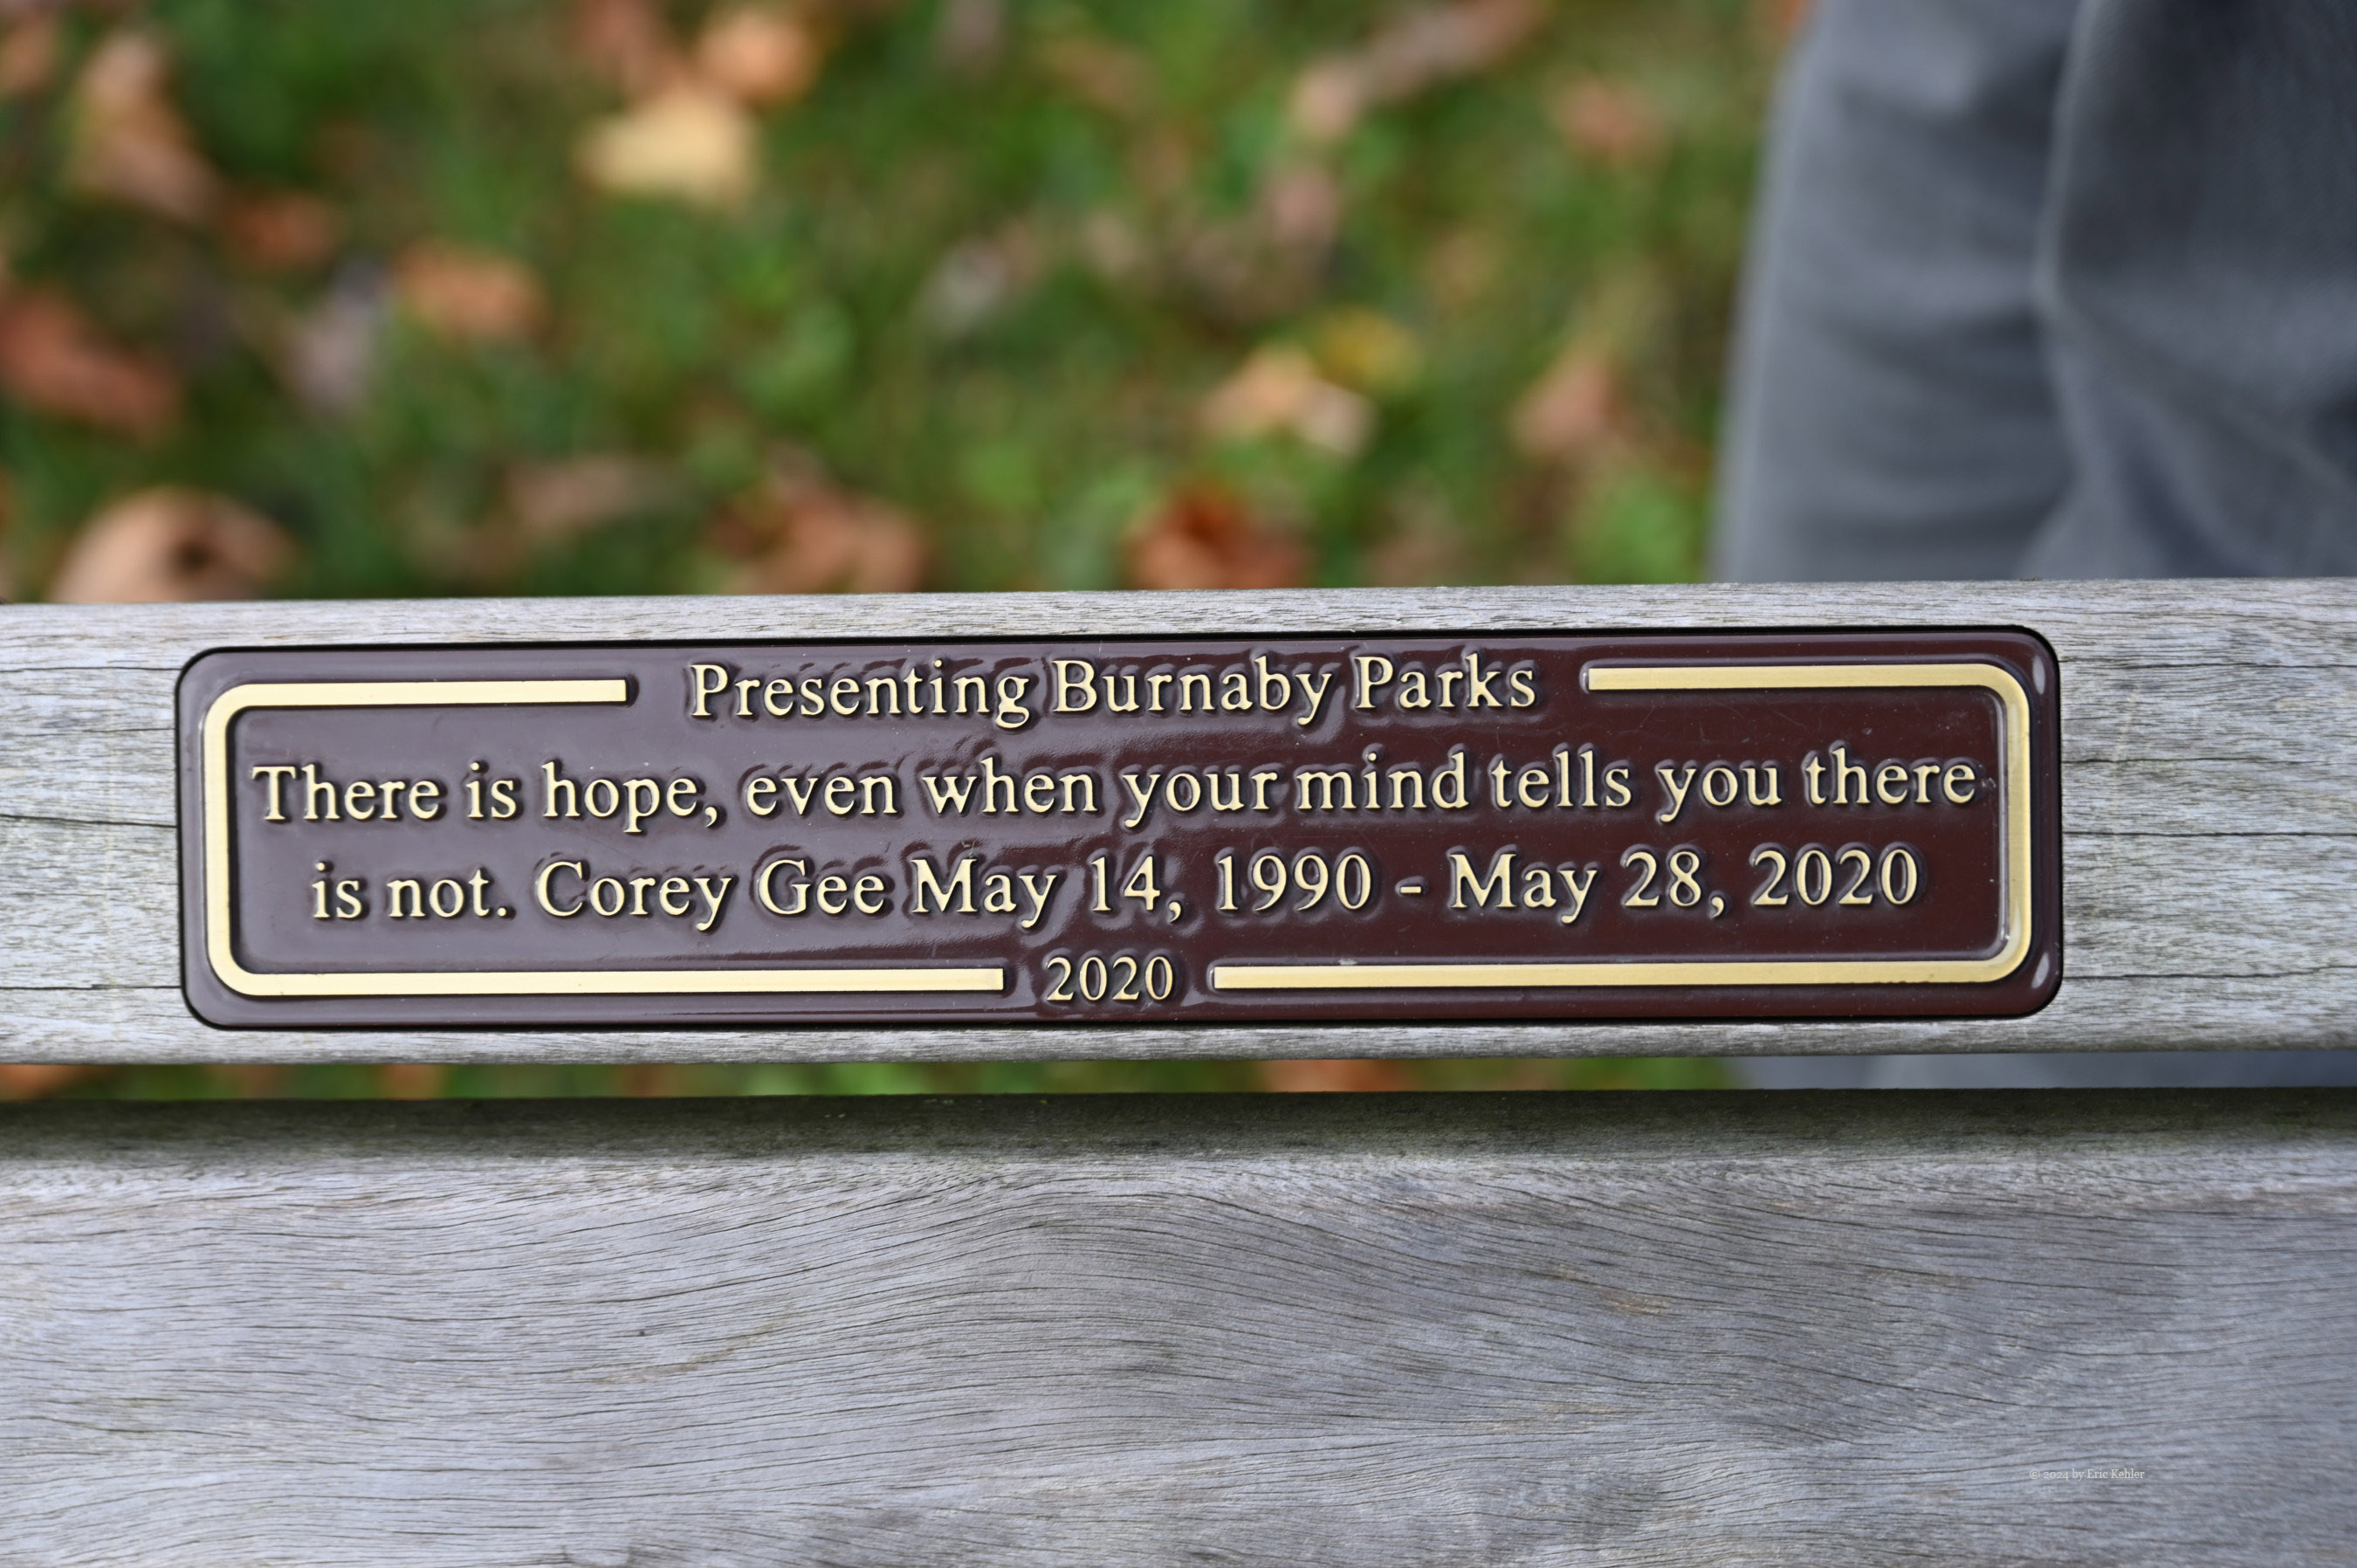 Presenting Burnaby Parks
There is hope, even when your mind tells you there
is not. Corey Gee May 14, 1990 - May 28, 2020
2020
© 2024 by Eric Kehler